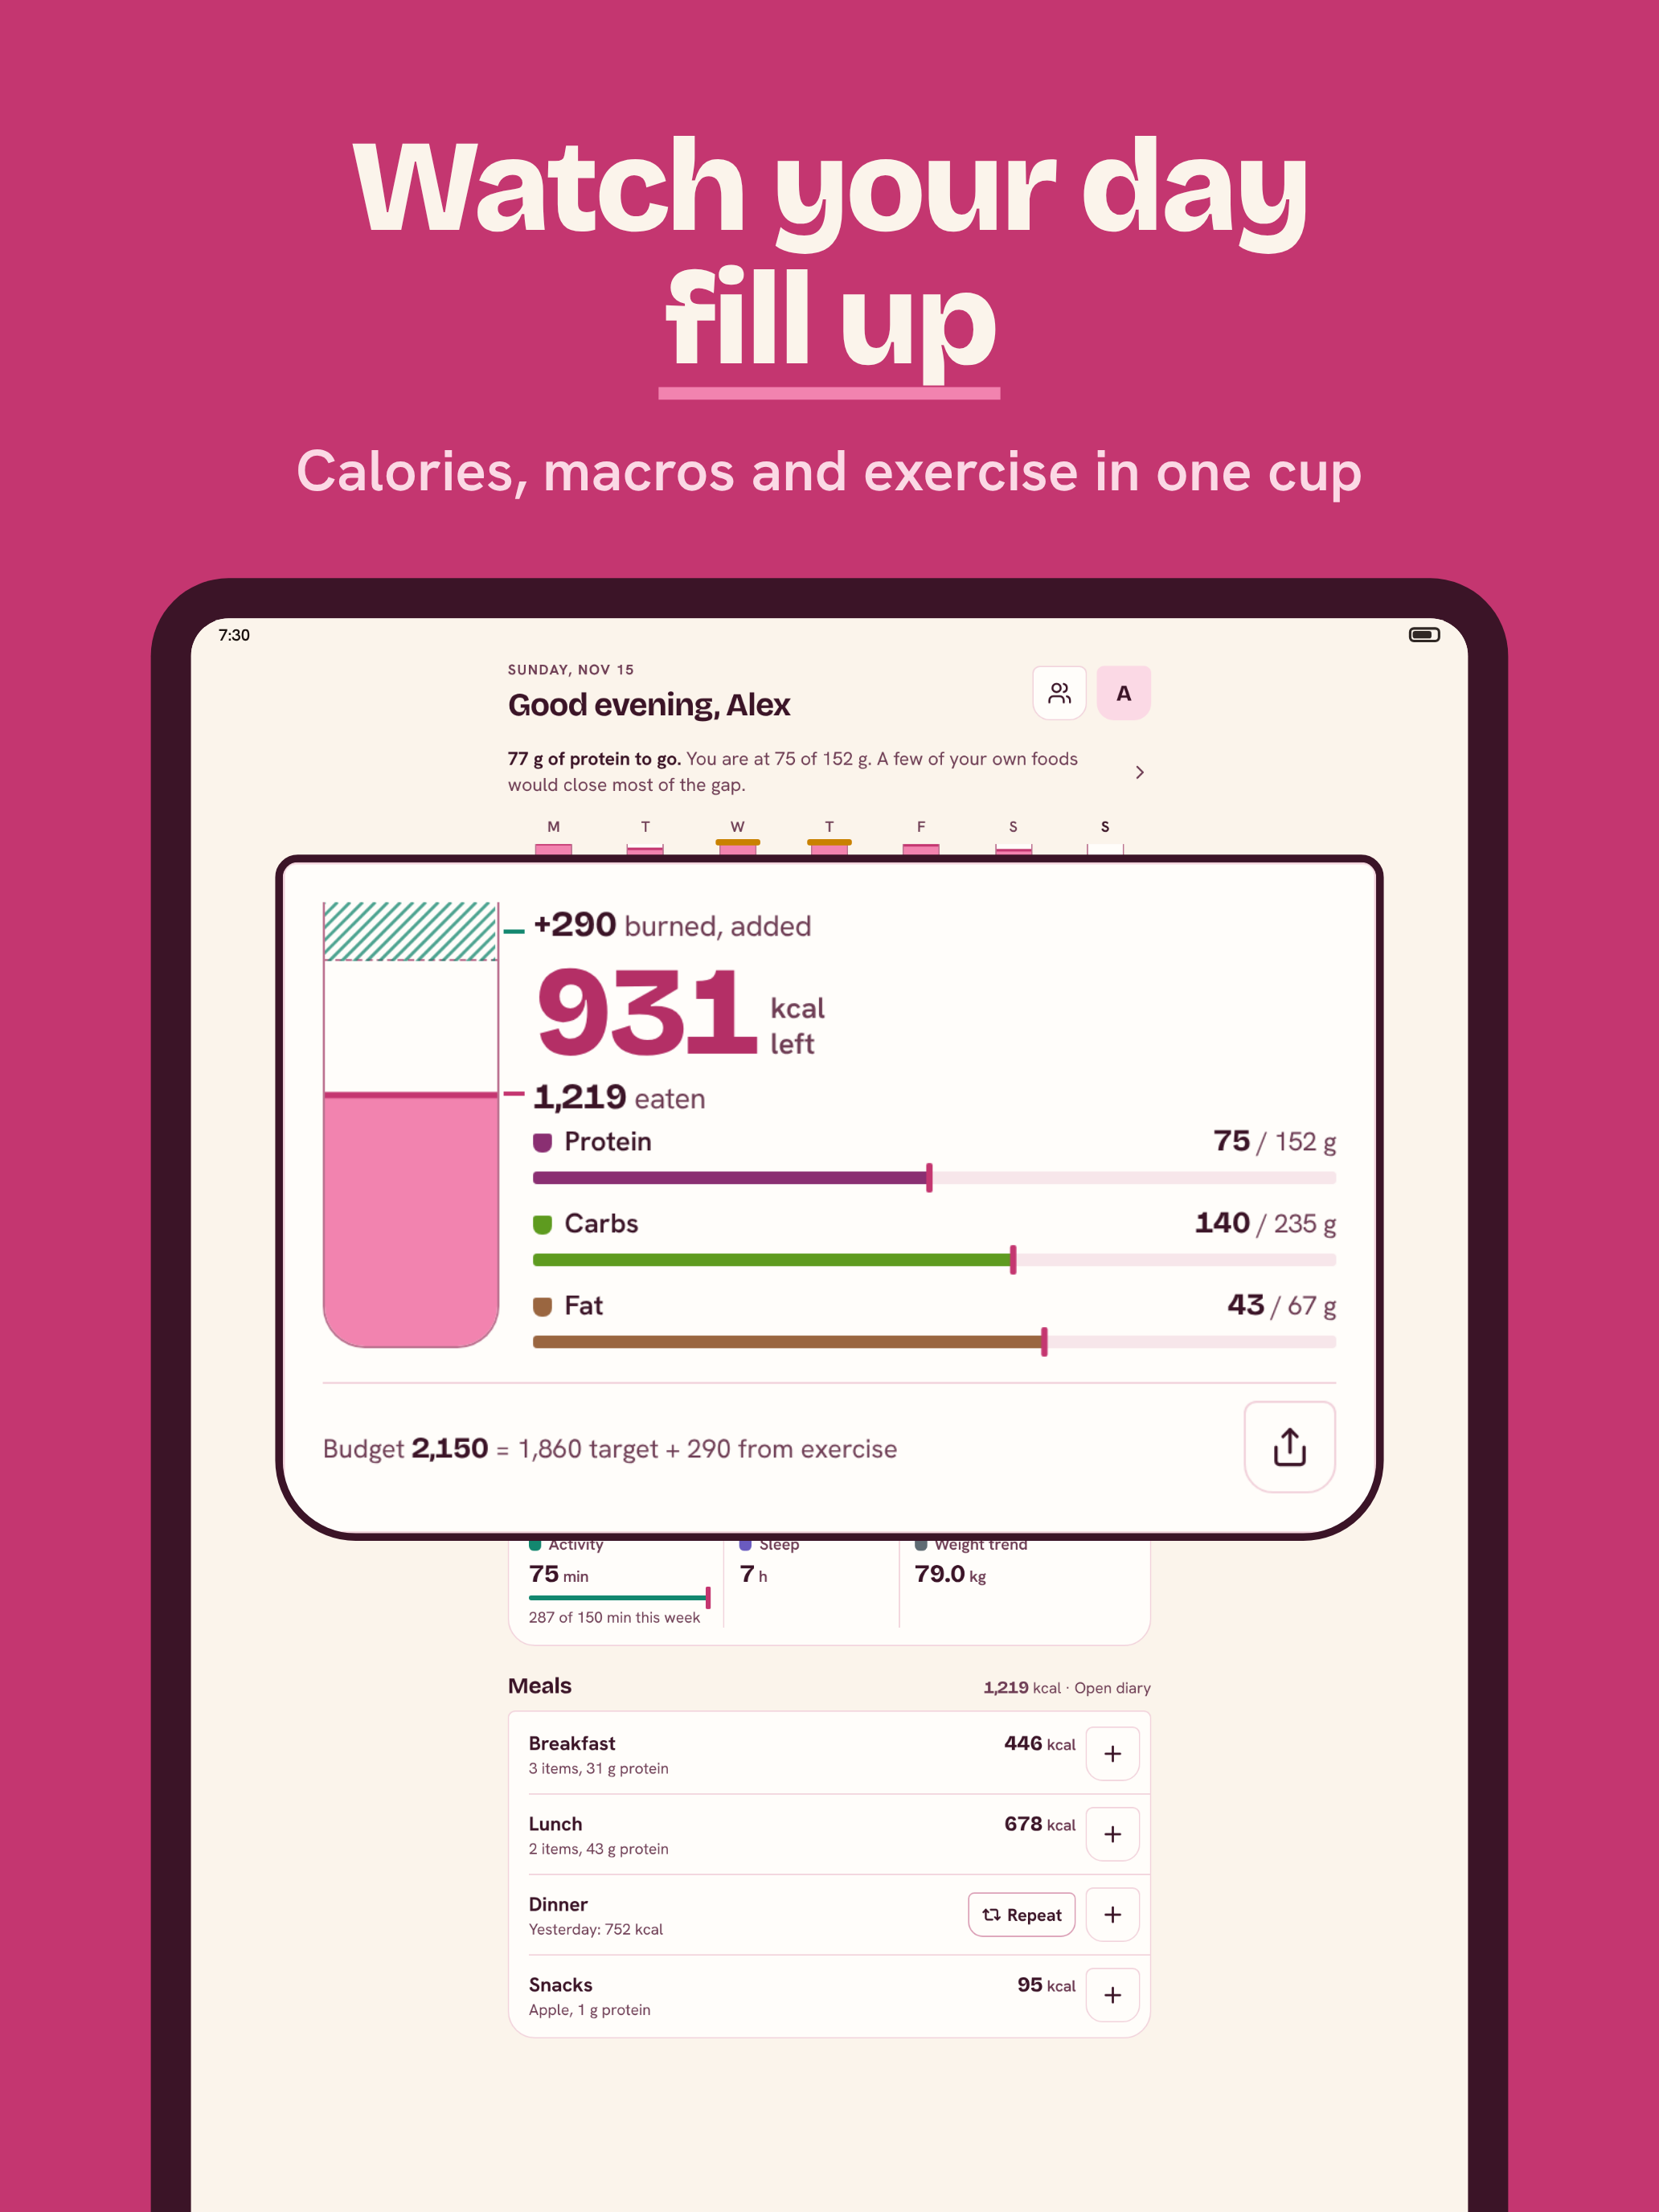 Watch your day
fill up
Calories, macros and exercise in one cup
7:30
SUNDAY, NOV 15
Good evening, Alex
A
77 g of protein to go. You are at 75 of 152 g. A few of your own foods
would close most of the gap.
M T W T F S S
+290 burned, added
931 kcal left
1,219 eaten
Protein 75 / 152 g
Carbs 140 / 235 g
Fat 43 / 67 g
Budget 2,150 = 1,860 target + 290 from exercise
Activity Sleep Weight trend
75 min 7 h 79.0 kg
287 of 150 min this week
Meals 1,219 kcal · Open diary
Breakfast 446 kcal
3 items, 31 g protein
Lunch 678 kcal
2 items, 43 g protein
Dinner Repeat
Yesterday: 752 kcal
Snacks 95 kcal
Apple, 1 g protein